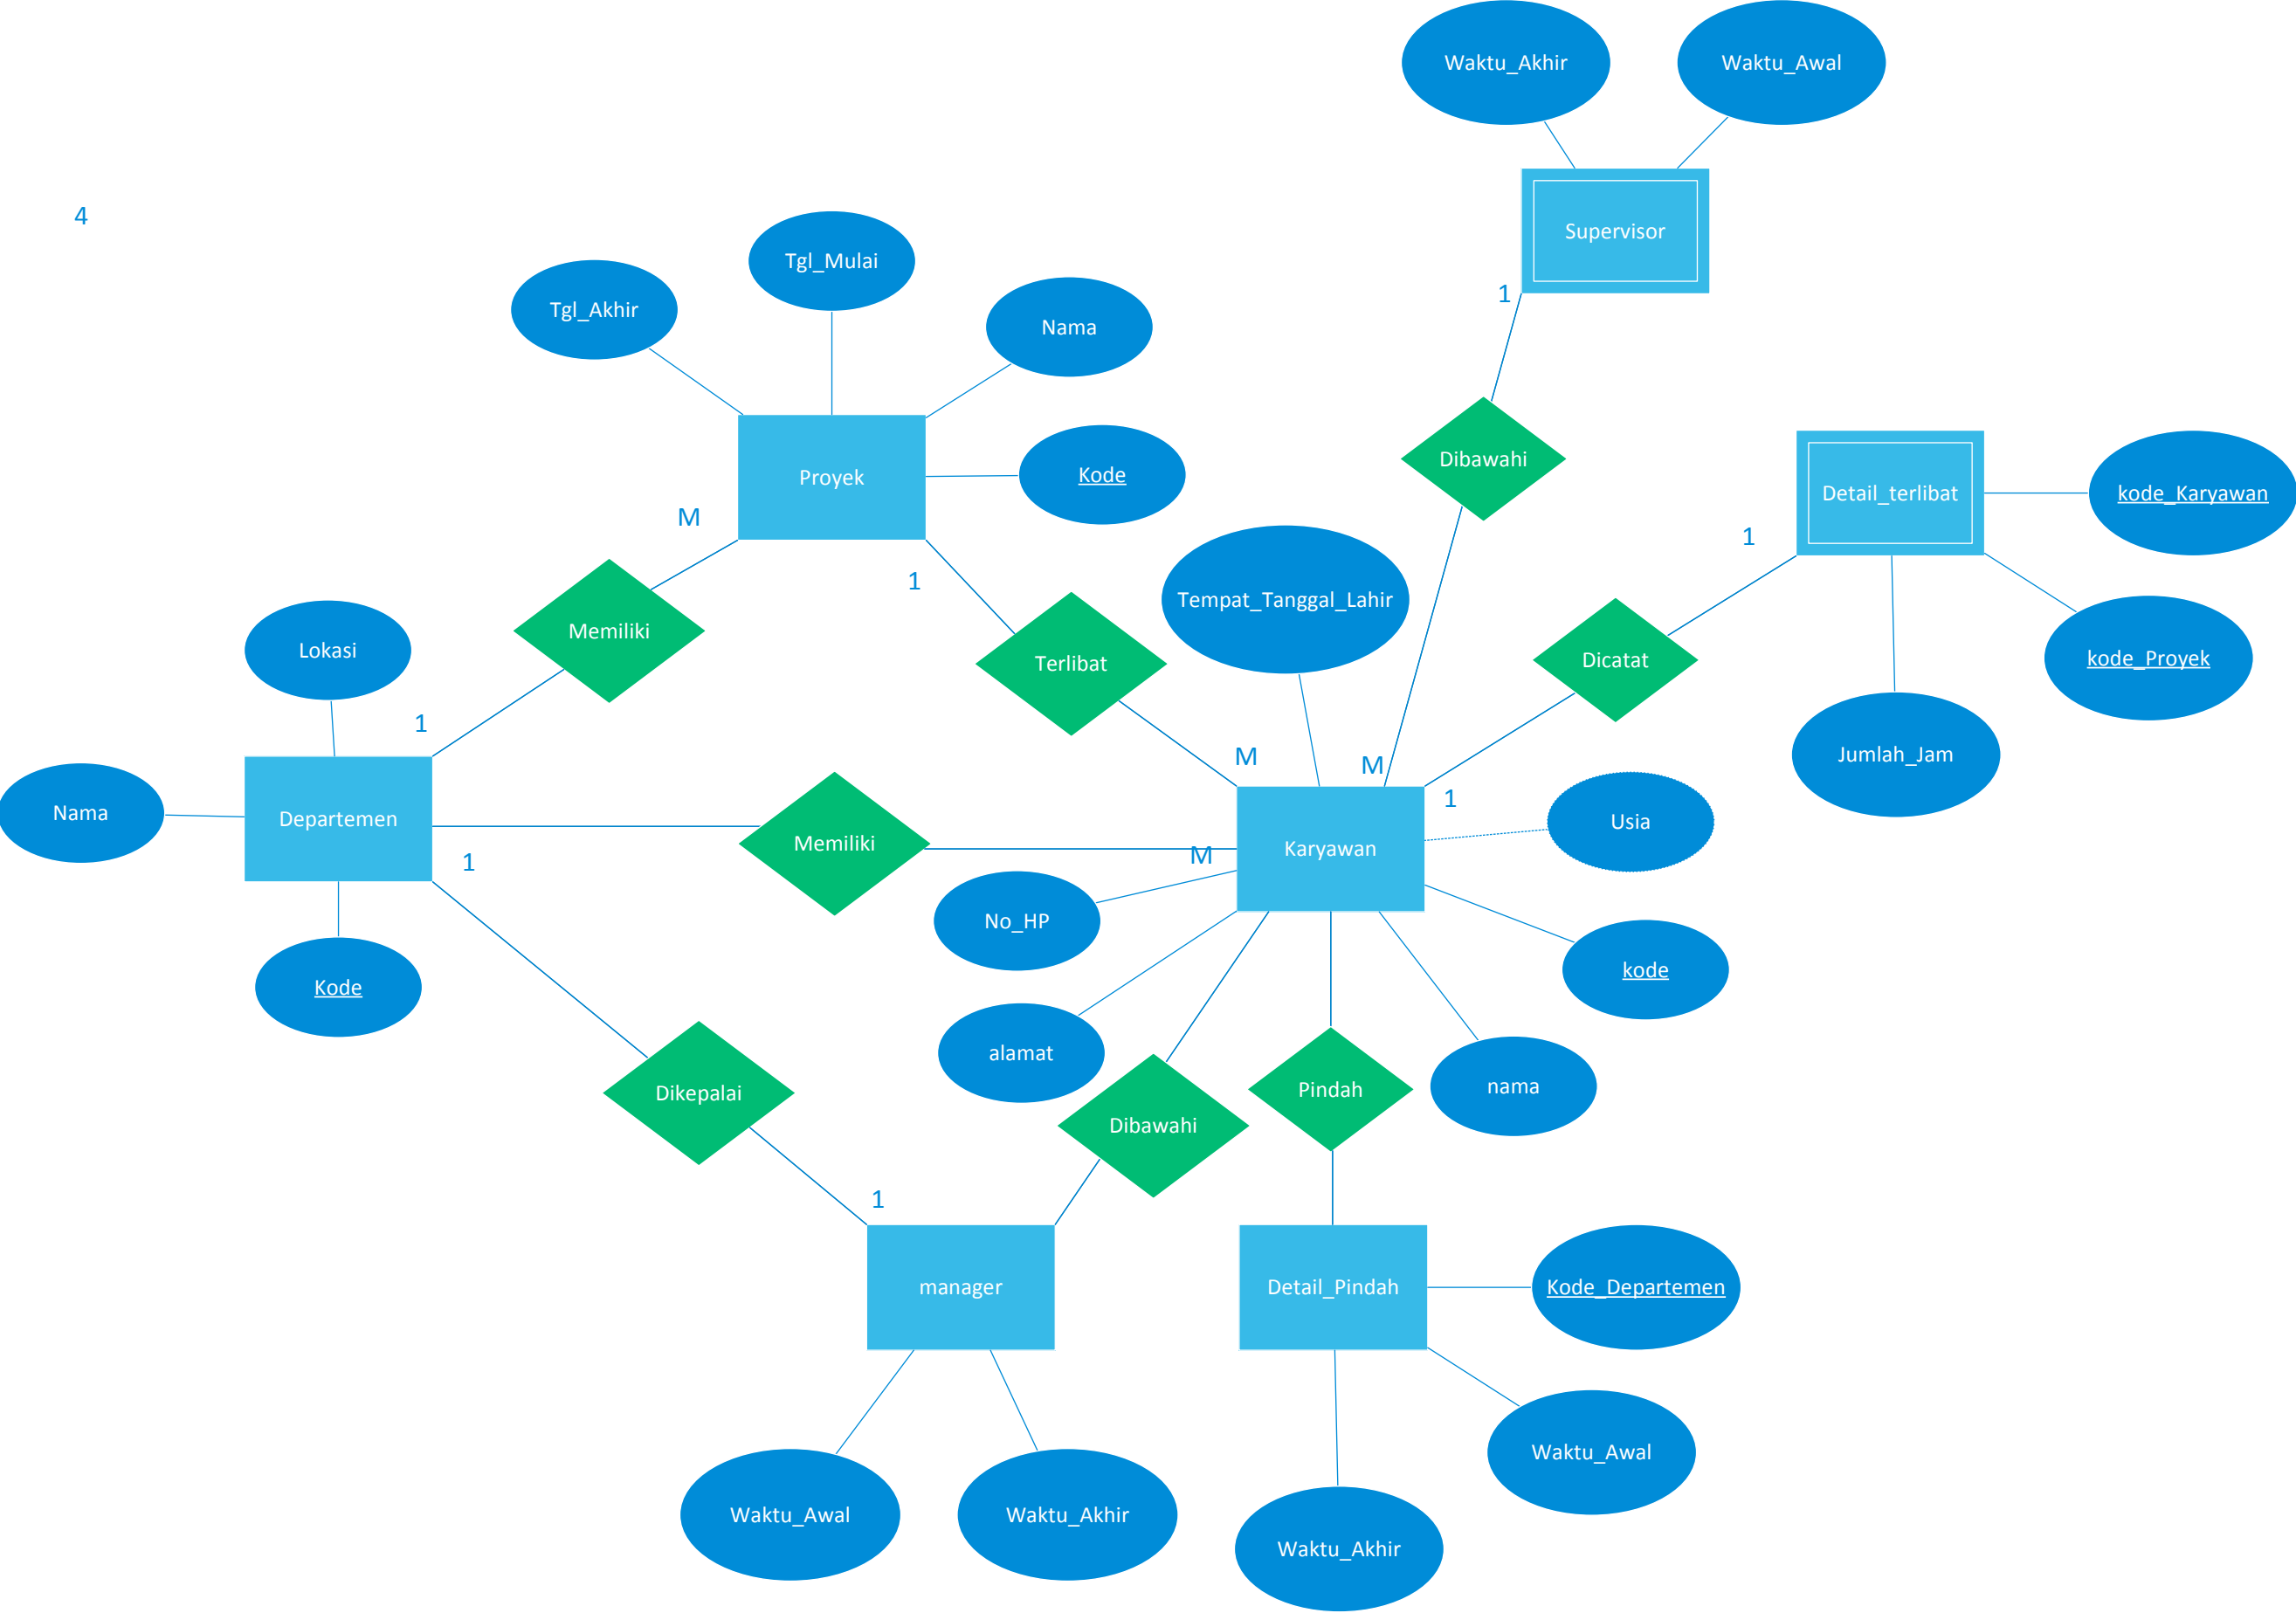 Waktu_Akhir
Waktu_Awal
4
Supervisor
Tgl_Mulai
Tgl_Akhir
Nama
1
Proyek
Kode
Dibawahi
Detail_terlibat
kode_Karyawan
M
1
1
Tempat_Tanggal_Lahir
Memiliki
Terlibat
Dicatat
kode_Proyek
Lokasi
1
M
M
Jumlah_Jam
1
Nama
Departemen
Usia
Memiliki
Karyawan
1
M
No_HP
kode
Kode
alamat
Dikepalai
Pindah
nama
Dibawahi
1
manager
Detail_Pindah
Kode_Departemen
Waktu_Awal
Waktu_Awal
Waktu_Akhir
Waktu_Akhir